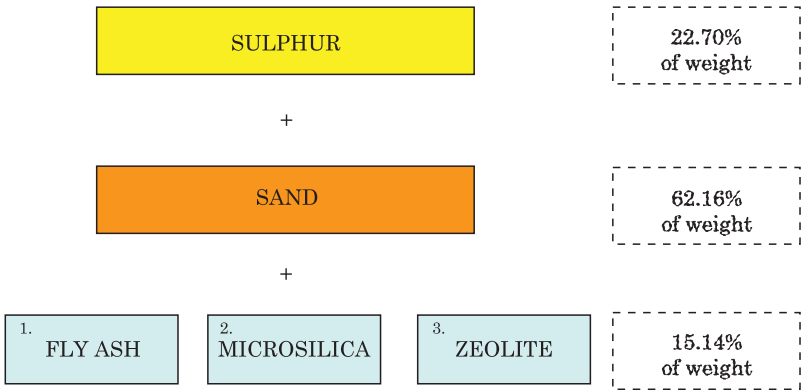 SULPHUR
22.70%
of weight
+
SAND
62.16%
of weight
+
1.
FLY ASH
2.
MICROSILICA
3.
ZEOLITE
15.14%
of weight